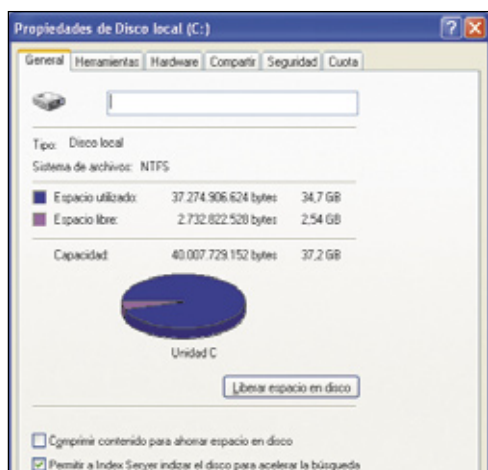 Propiedades de Disco local (C:)
General Herramientas Hardware Compartir Seguridad Cuota
Tipo: Disco local
Sistema de archivos: NTFS
Espacio utilizado: 37.274.906.624 bytes 34,7 GB
Espacio libre: 2.732.822.528 bytes 2,54 GB
Capacidad: 40.007.729.152 bytes 37,2 GB
Unidad C
Liberar espacio en disco
Comprimir contenido para ahorrar espacio en disco
Permitir a Index Server indizar el disco para acelerar la búsqueda